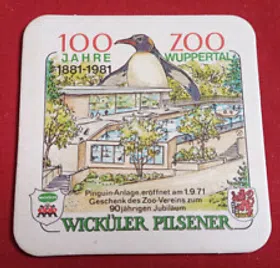 100 ZOO
JAHRE WUPPERTAL
1881-1981
Pinguin-Anlage, eröffnet am 1.9.71
Geschenk des Zoo-Vereins zum
90jährigen Jubiläum
WICKÜLER PILSENER